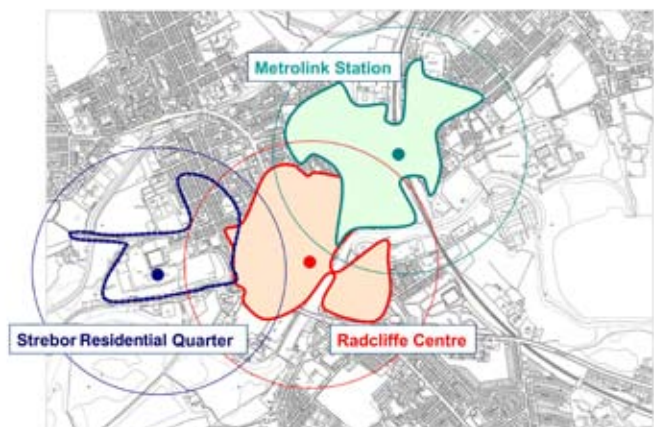 Metrolink Station
Strebor Residential Quarter
Radcliffe Centre